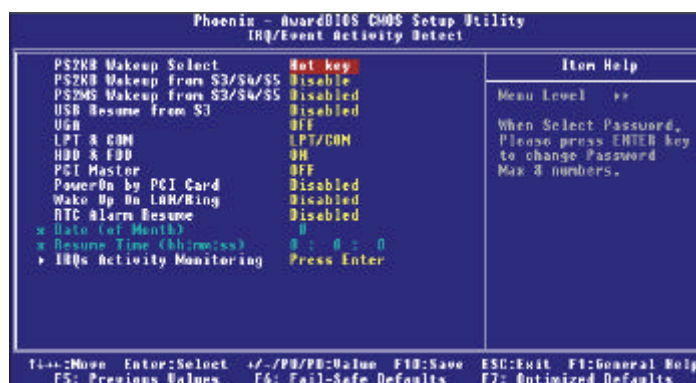 Phoenix - AwardBIOS CMOS Setup Utility
IRQ/Event Activity Detect
PS2KB Wakeup Select Hot key
PS2KB Wakeup from S3/S4/S5 Disable
PS2MS Wakeup from S3/S4/S5 Disabled
USB Resume from S3 Disabled
VGA OFF
LPT & COM LPT/COM
HDD & FDD ON
PCI Master OFF
PowerOn by PCI Card Disabled
Wake Up On LAN/Ring Disabled
RTC Alarm Resume Disabled
x Date (of Month) 0
x Resume Time (hh:mm:ss) 0 : 0 : 0
▸ IRQs Activity Monitoring Press Enter
Item Help
Menu Level ▸▸
When Select Password,
Please press ENTER key
to change Password
Max 8 numbers.
↑↓→←:Move Enter:Select +/-/PU/PD:Value F10:Save ESC:Exit F1:General Help
F5: Previous Values F6: Fail-Safe Defaults F7: Optimized Defaults